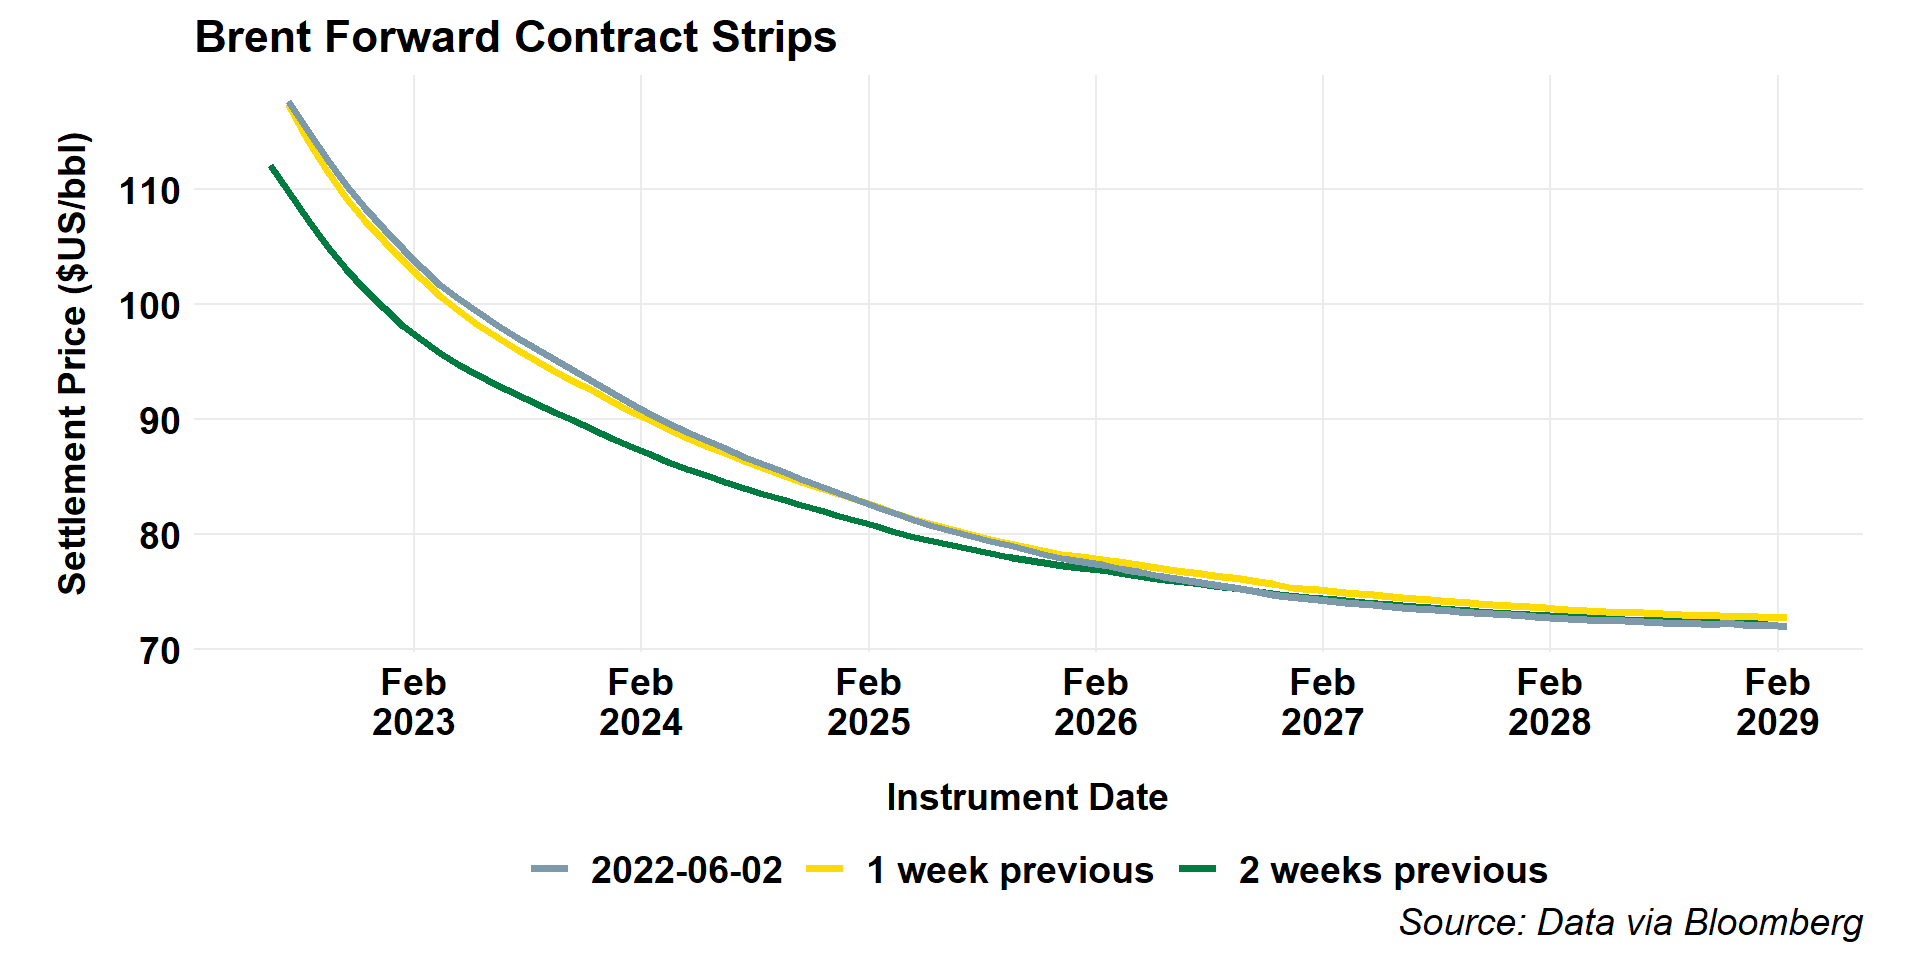 Brent Forward Contract Strips
Settlement Price ($US/bbl)
110
100
90
80
70
Feb 2023
Feb 2024
Feb 2025
Feb 2026
Feb 2027
Feb 2028
Feb 2029
Instrument Date
2022-06-02 1 week previous 2 weeks previous
Source: Data via Bloomberg